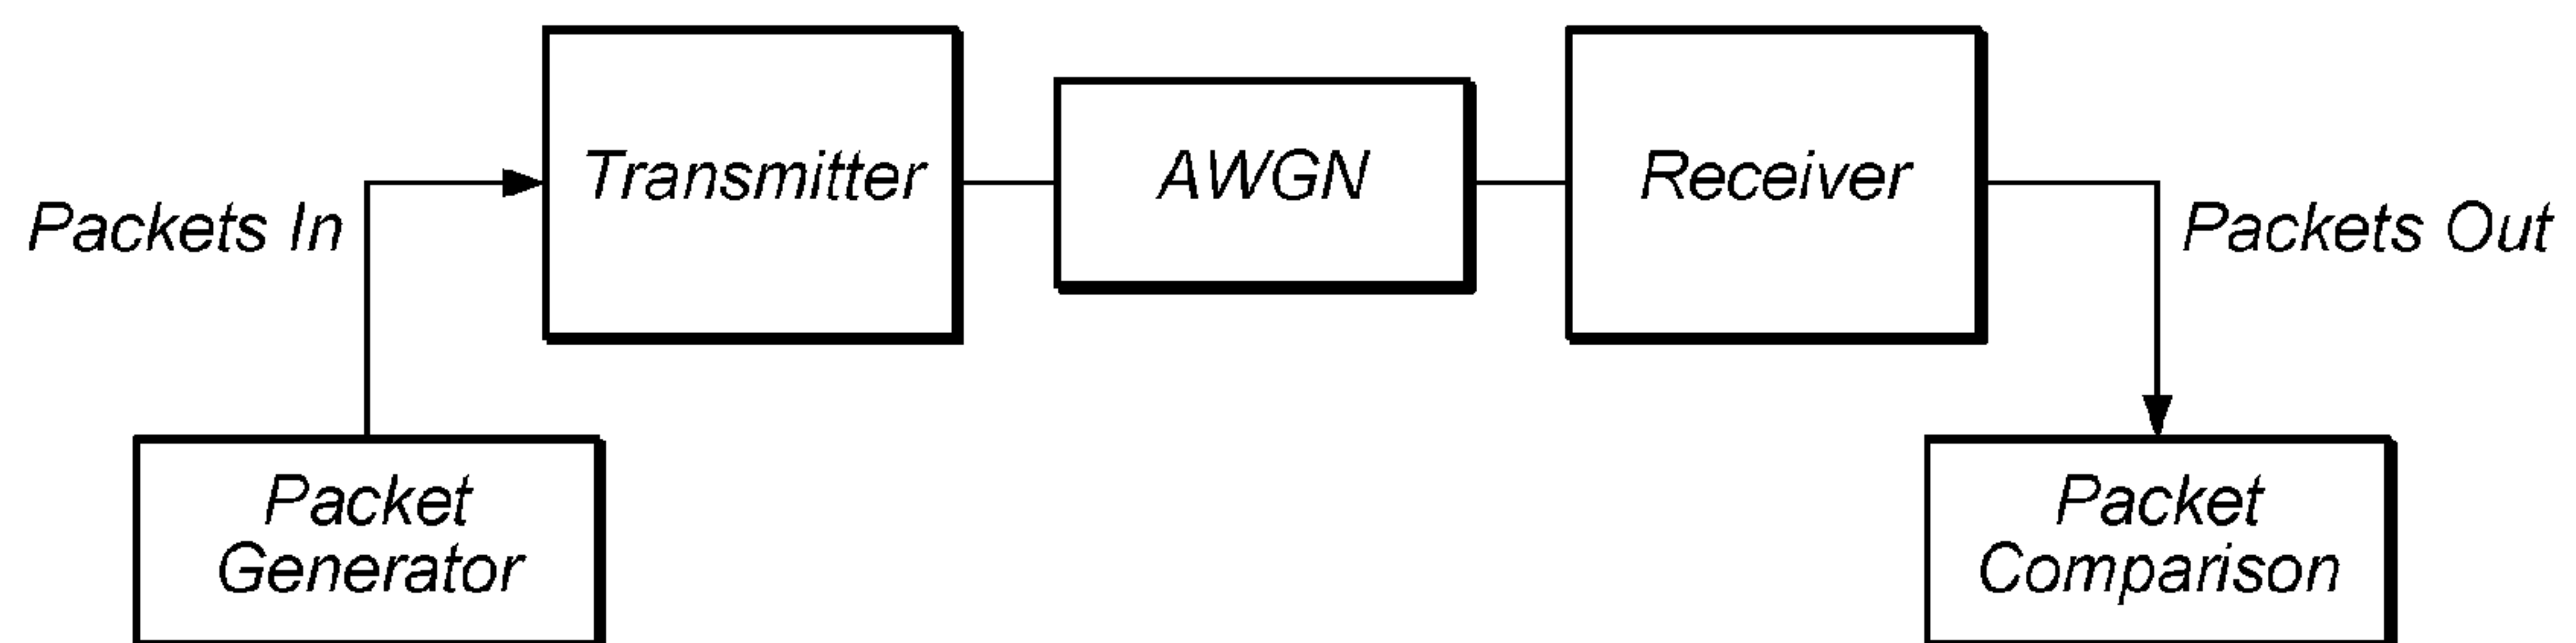 Packets In
Transmitter
AWGN
Receiver
Packets Out
Packet
Generator
Packet
Comparison